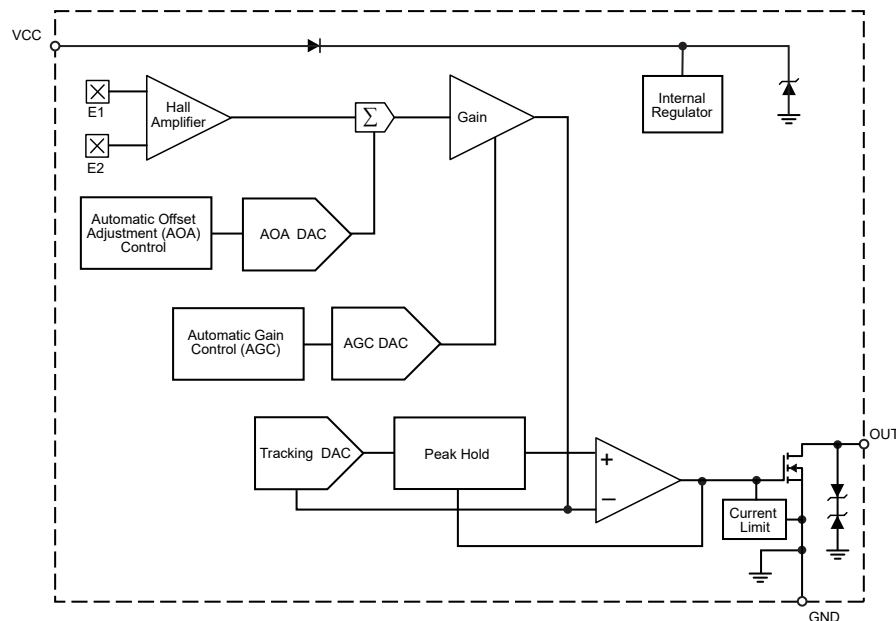 VCC
E1
E2
Hall
Amplifier
Σ
Gain
Internal
Regulator
Automatic Offset
Adjustment (AOA)
Control
AOA DAC
Automatic Gain
Control (AGC)
AGC DAC
Tracking DAC
Peak Hold
+
−
Current
Limit
OUT
GND